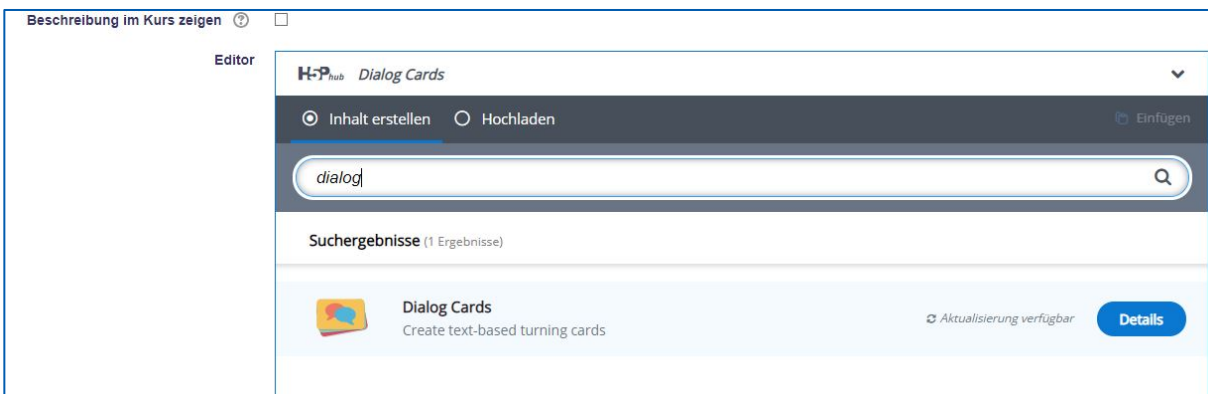 Beschreibung im Kurs zeigen ?
Editor
H5P hub Dialog Cards
Inhalt erstellen Hochladen Einfügen
dialog
Suchergebnisse (1 Ergebnisse)
Dialog Cards
Create text-based turning cards
Aktualisierung verfügbar Details